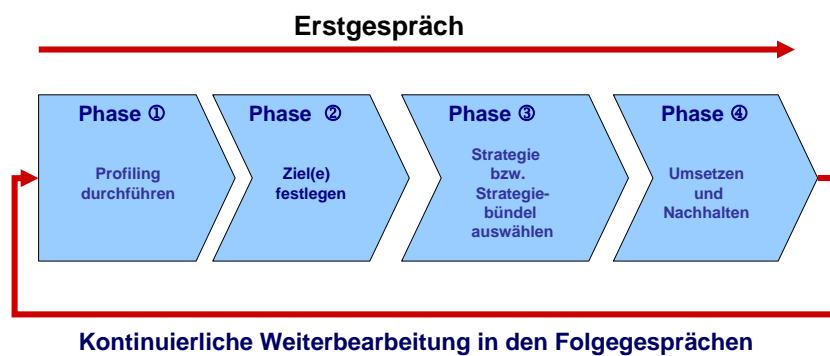 Erstgespräch
Phase ①
Profiling
durchführen
Phase ②
Ziel(e)
festlegen
Phase ③
Strategie
bzw.
Strategie-
bündel
auswählen
Phase ④
Umsetzen
und
Nachhalten
Kontinuierliche Weiterbearbeitung in den Folgegesprächen